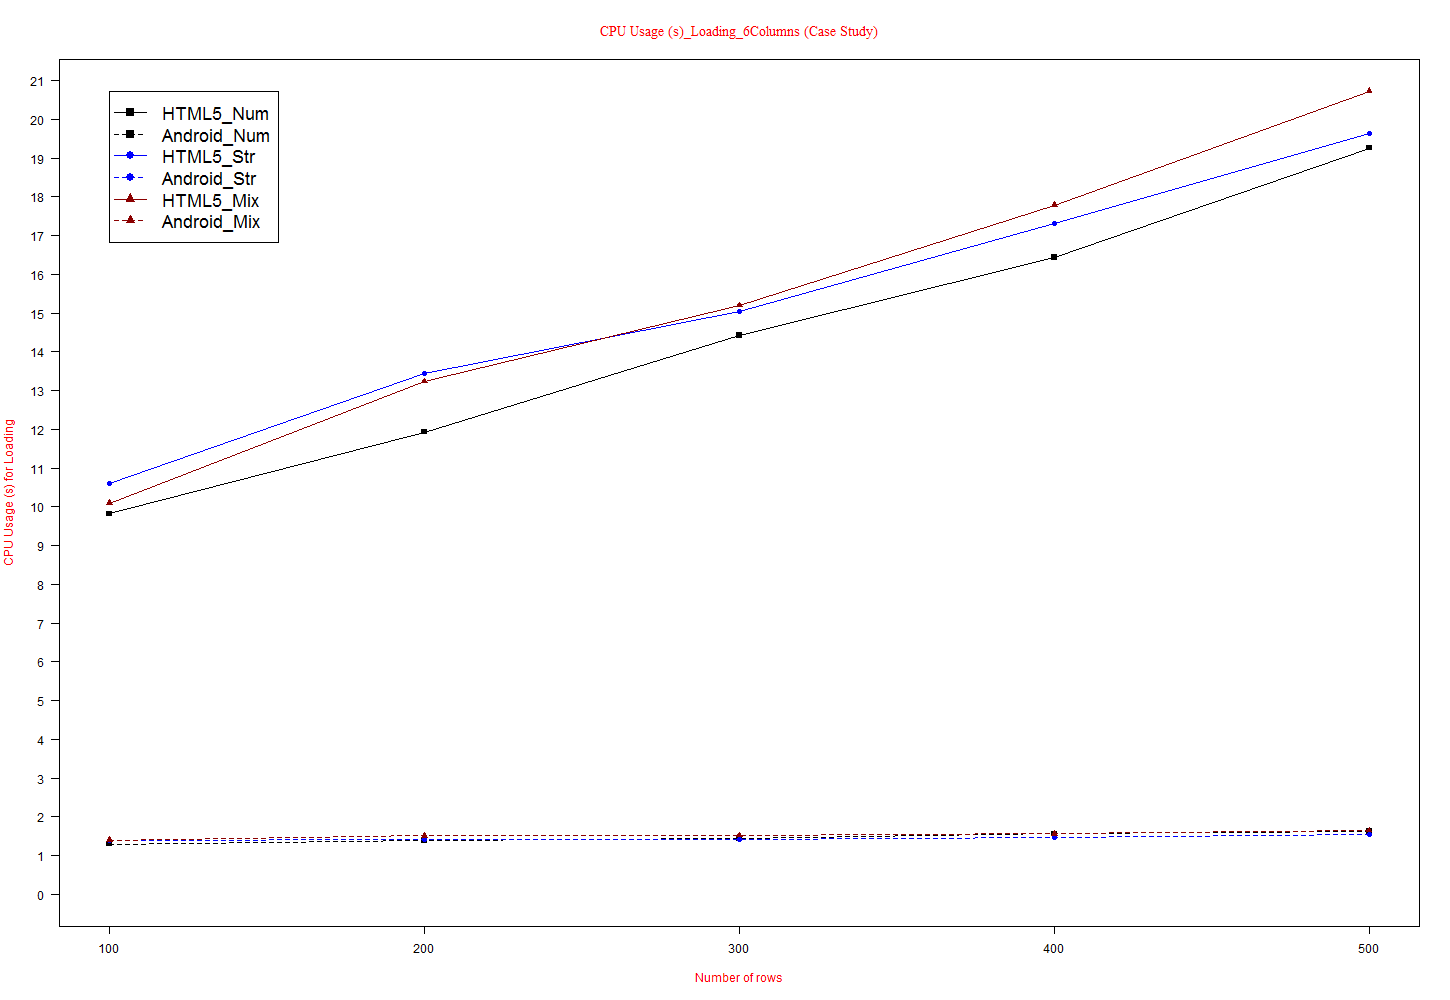 CPU Usage (s)_Loading_6Columns (Case Study)
21
20
19
18
17
16
15
14
13
12
11
10
9
8
7
6
5
4
3
2
1
0
HTML5_Num
Android_Num
HTML5_Str
Android_Str
HTML5_Mix
Android_Mix
CPU Usage (s) for Loading
100 200 300 400 500
Number of rows